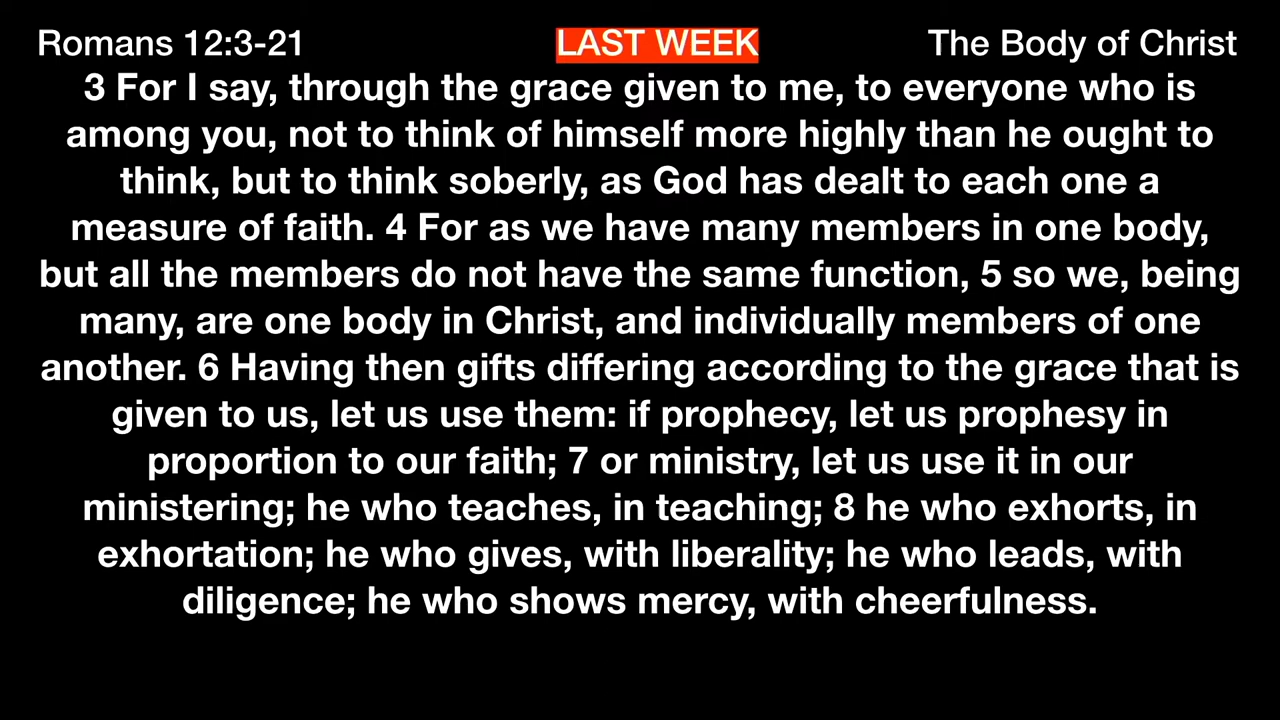 Romans 12:3-21 LAST WEEK The Body of Christ
3 For I say, through the grace given to me, to everyone who is
among you, not to think of himself more highly than he ought to
think, but to think soberly, as God has dealt to each one a
measure of faith. 4 For as we have many members in one body,
but all the members do not have the same function, 5 so we, being
many, are one body in Christ, and individually members of one
another. 6 Having then gifts differing according to the grace that is
given to us, let us use them: if prophecy, let us prophesy in
proportion to our faith; 7 or ministry, let us use it in our
ministering; he who teaches, in teaching; 8 he who exhorts, in
exhortation; he who gives, with liberality; he who leads, with
diligence; he who shows mercy, with cheerfulness.